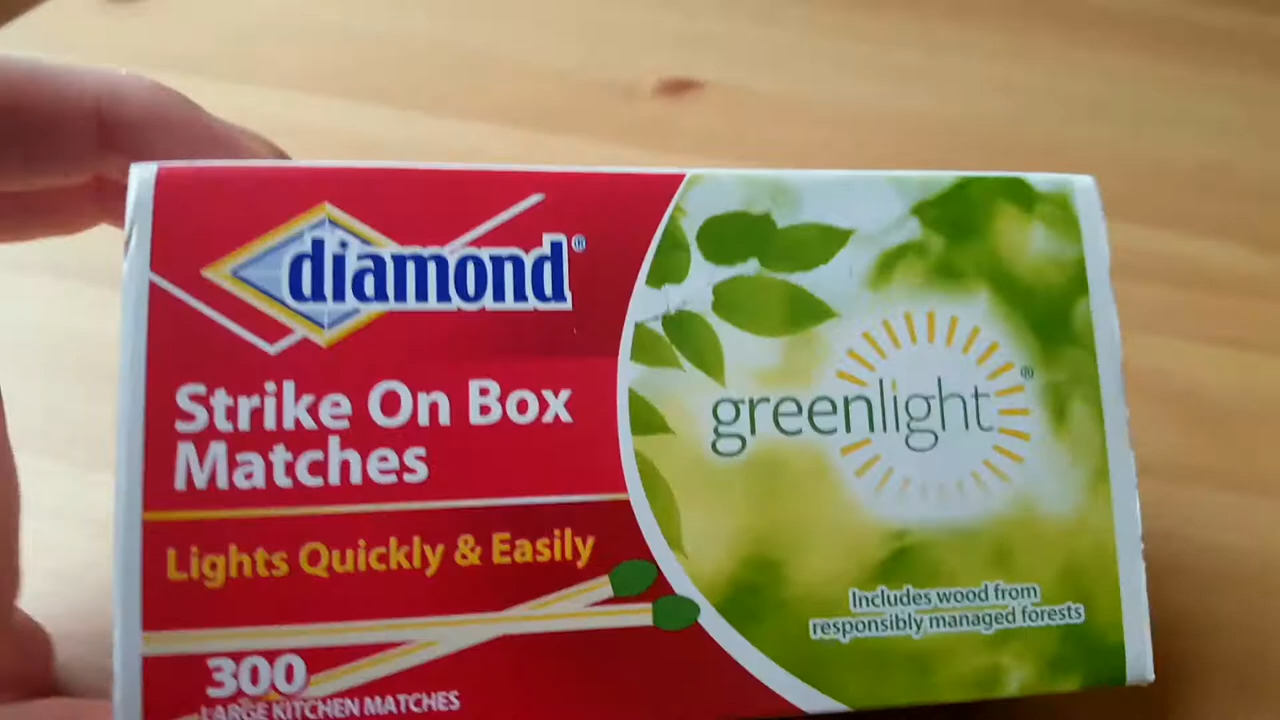 diamond®
Strike On Box
Matches
Lights Quickly & Easily
300
LARGE KITCHEN MATCHES
greenlight®
Includes wood from
responsibly managed forests